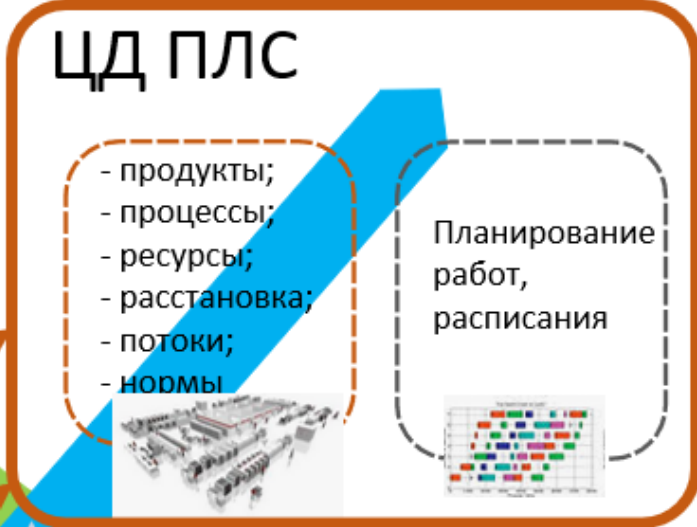 ЦД ПЛС
- продукты;
- процессы;
- ресурсы;
- расстановка;
- потоки;
- нормы
Планирование
работ,
расписания